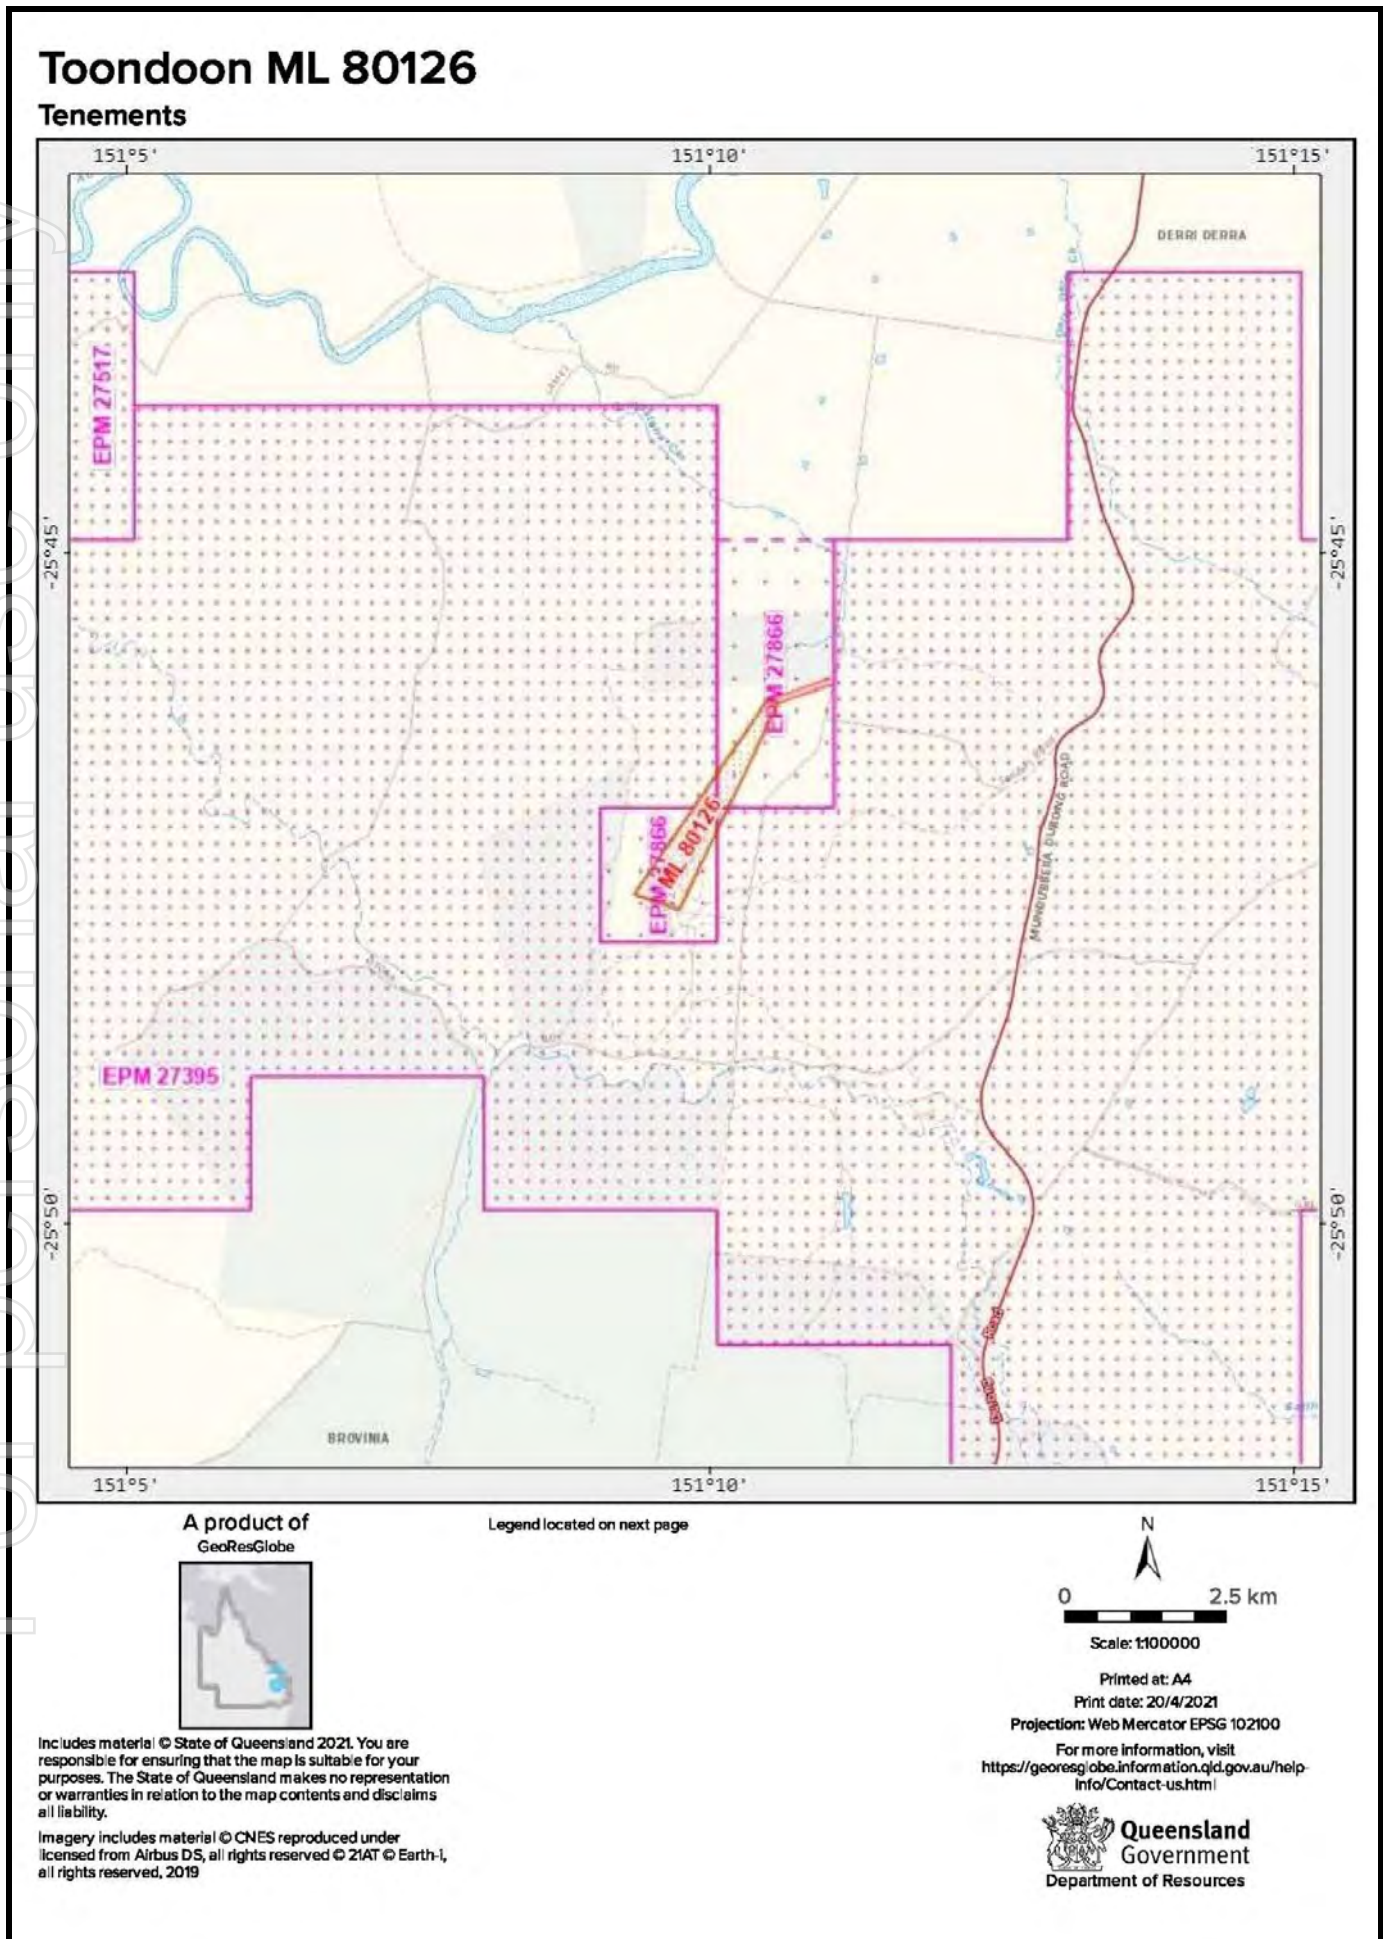 Toondoon ML 80126
Tenements
151°5'
151°10'
151°15'
DERRI DERRA
EPM 27517
-25°45'
-25°45'
EPM 27866
ML 80126
EPM 27866
MUNDUBBERA DURONG ROAD
EPM 27395
-25°50'
-25°50'
Road
Durong
BROVINIA
151°5'
151°10'
151°15'
For personal use only
A product of
GeoResGlobe
Legend located on next page
N
0
2.5 km
Scale: 1:100000
Printed at: A4
Print date: 20/4/2021
Projection: Web Mercator EPSG 102100
For more information, visit
https://georesglobe.information.qld.gov.au/help-
info/Contact-us.html
Includes material © State of Queensland 2021. You are
responsible for ensuring that the map is suitable for your
purposes. The State of Queensland makes no representation
or warranties in relation to the map contents and disclaims
all liability.
Imagery includes material © CNES reproduced under
licensed from Airbus DS, all rights reserved © 21AT © Earth-i,
all rights reserved, 2019
Queensland
Government
Department of Resources